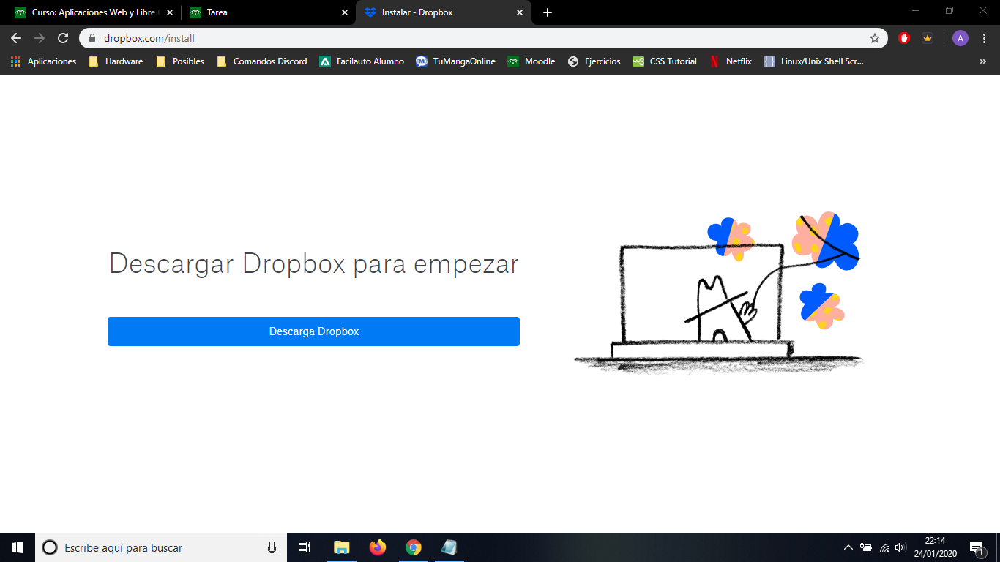 Curso: Aplicaciones Web y Libre
Tarea
Instalar - Dropbox
dropbox.com/install
A
Aplicaciones
Hardware
Posibles
Comandos Discord
Facilauto Alumno
TuMangaOnline
Moodle
Ejercicios
CSS Tutorial
Netflix
Linux/Unix Shell Scr...
Descargar Dropbox para empezar
Descarga Dropbox
Escribe aquí para buscar
22:14
24/01/2020
1